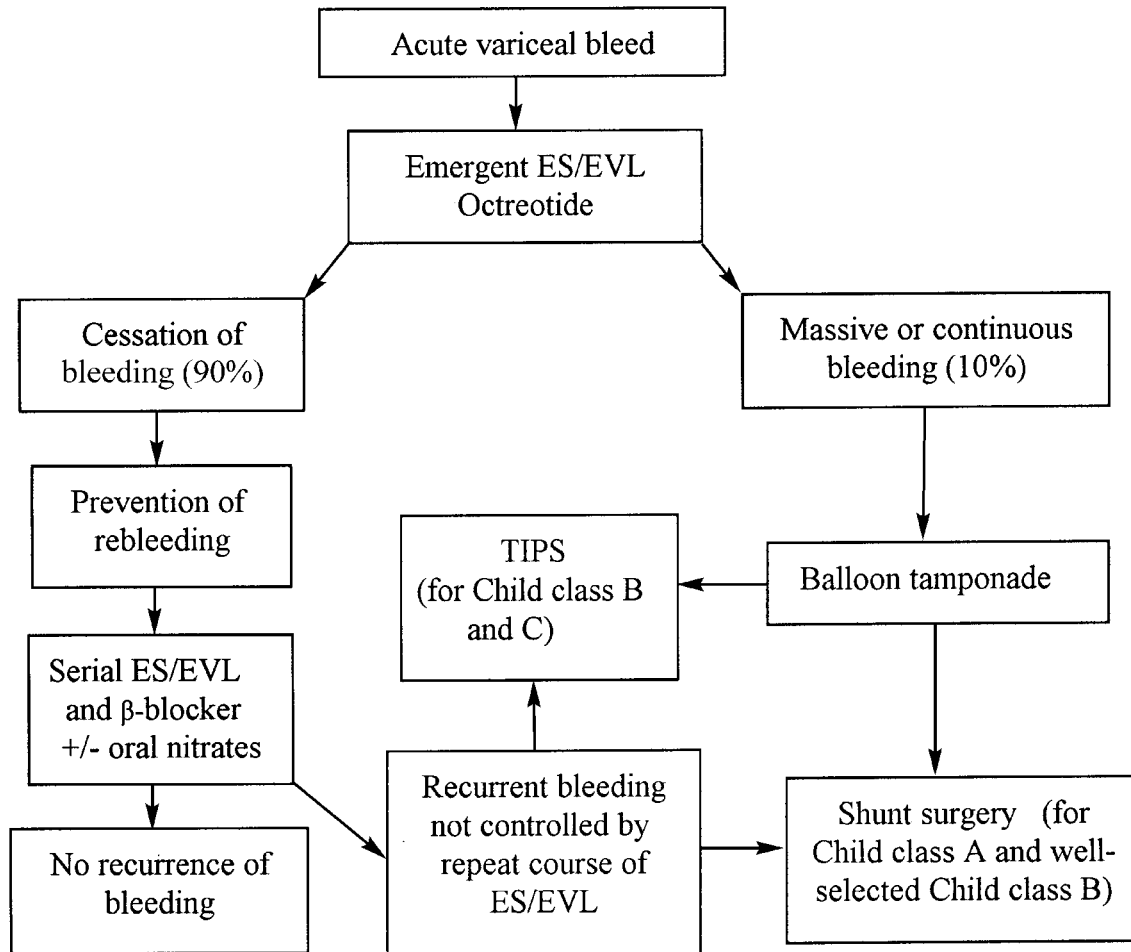 Acute variceal bleed
Emergent ES/EVL
Octreotide
Cessation of
bleeding (90%)
Massive or continuous
bleeding (10%)
Prevention of
rebleeding
TIPS
(for Child class B
and C)
Balloon tamponade
Serial ES/EVL
and β-blocker
+/- oral nitrates
Recurrent bleeding
not controlled by
repeat course of
ES/EVL
Shunt surgery (for
Child class A and well-
selected Child class B)
No recurrence of
bleeding